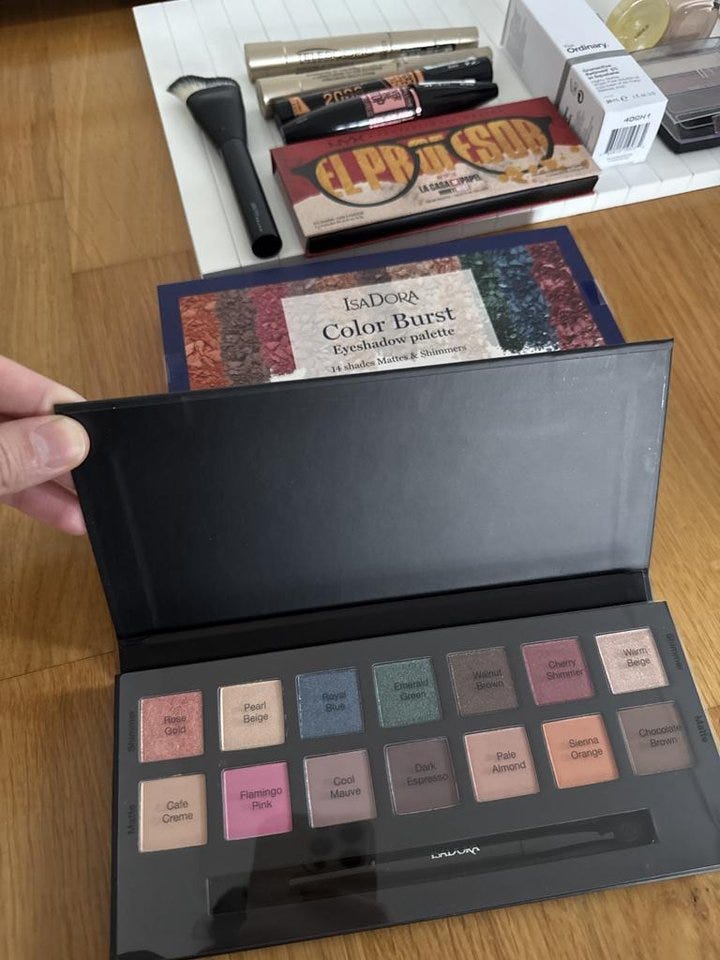 The
Ordinary.
4DQN1
NYX
EL PROFESOR
LA CASA DE PAPEL
ISADORA
Color Burst
Eyeshadow palette
14 shades Mattes & Shimmers
Shimmer
Rose
Gold
Pearl
Beige
Royal
Blue
Emerald
Green
Walnut
Brown
Cherry
Shimmer
Warm
Beige
Shimmer
Matte
Cafe
Creme
Flamingo
Pink
Cool
Mauve
Dark
Espresso
Pale
Almond
Sienna
Orange
Chocolate
Brown
Matte
ISADORA